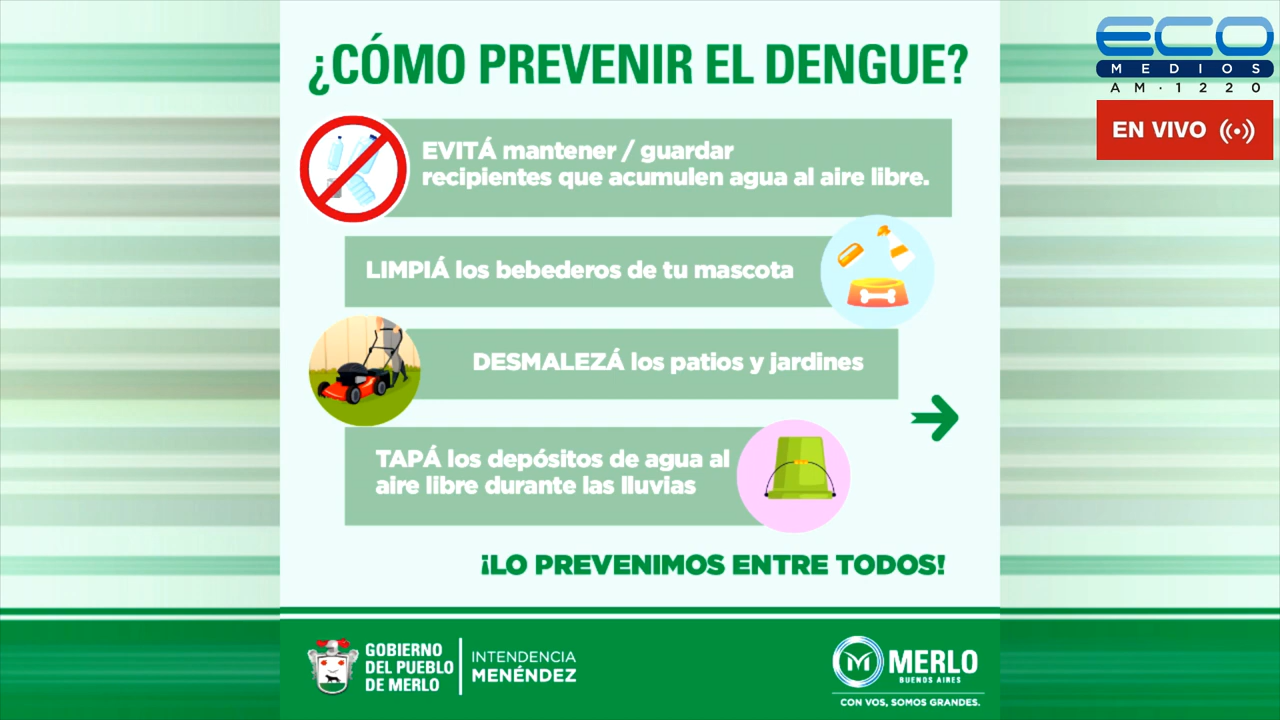 ¿CÓMO PREVENIR EL DENGUE?
ECO
MEDIOS
AM·1220
EN VIVO
EVITÁ mantener / guardar
recipientes que acumulen agua al aire libre.
LIMPIÁ los bebederos de tu mascota
DESMALEZÁ los patios y jardines
TAPÁ los depósitos de agua al
aire libre durante las lluvias
¡LO PREVENIMOS ENTRE TODOS!
GOBIERNO
DEL PUEBLO
DE MERLO
INTENDENCIA
MENÉNDEZ
M MERLO
BUENOS AIRES
CON VOS, SOMOS GRANDES.